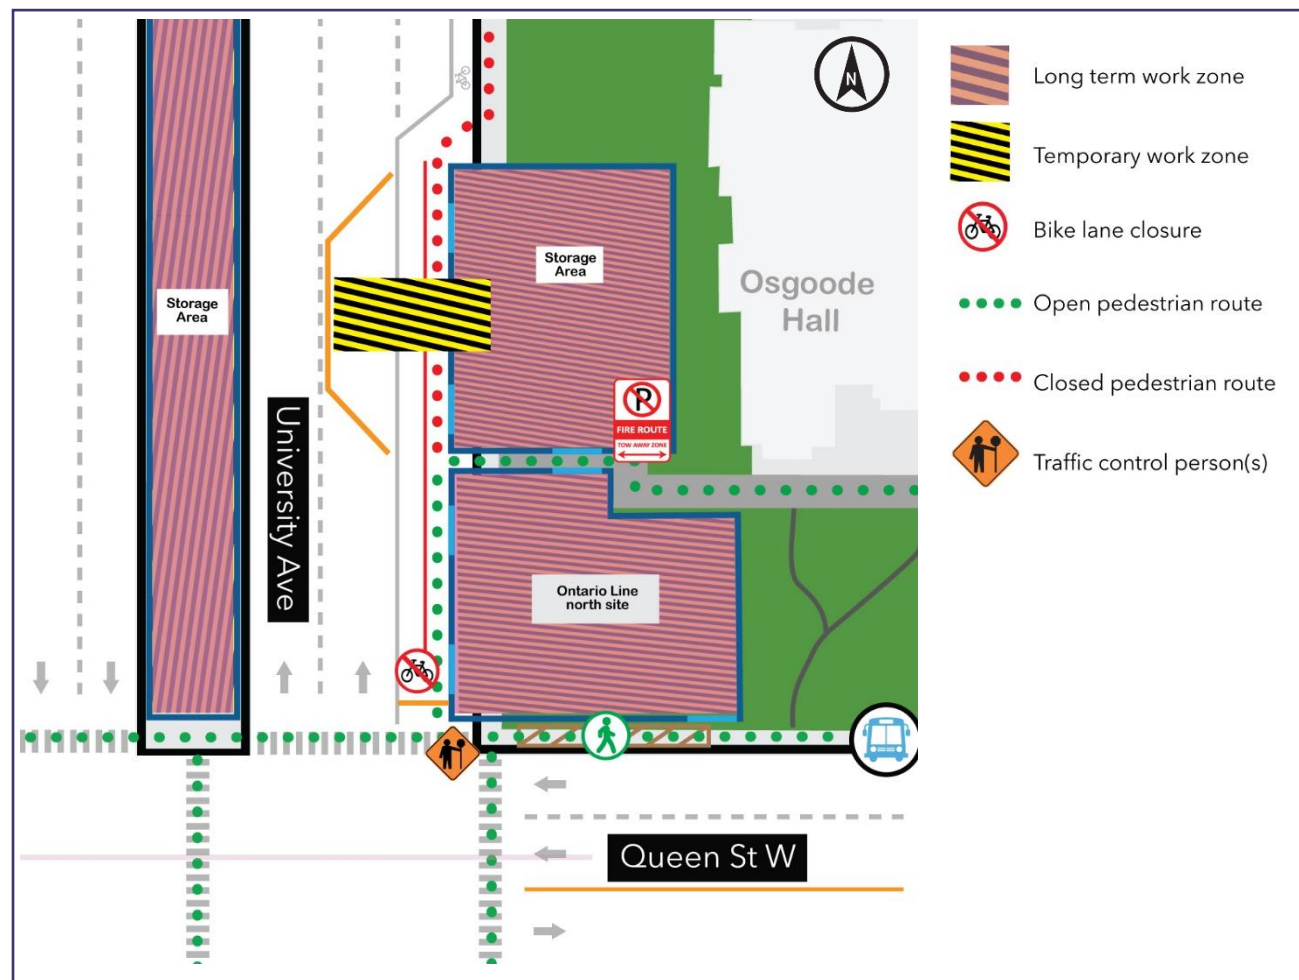 N
Storage
Area
Storage
Area
Osgoode
Hall
P
FIRE ROUTE
TOW AWAY ZONE
University Ave
Ontario Line
north site
Queen St W
Long term work zone
Temporary work zone
Bike lane closure
Open pedestrian route
Closed pedestrian route
Traffic control person(s)